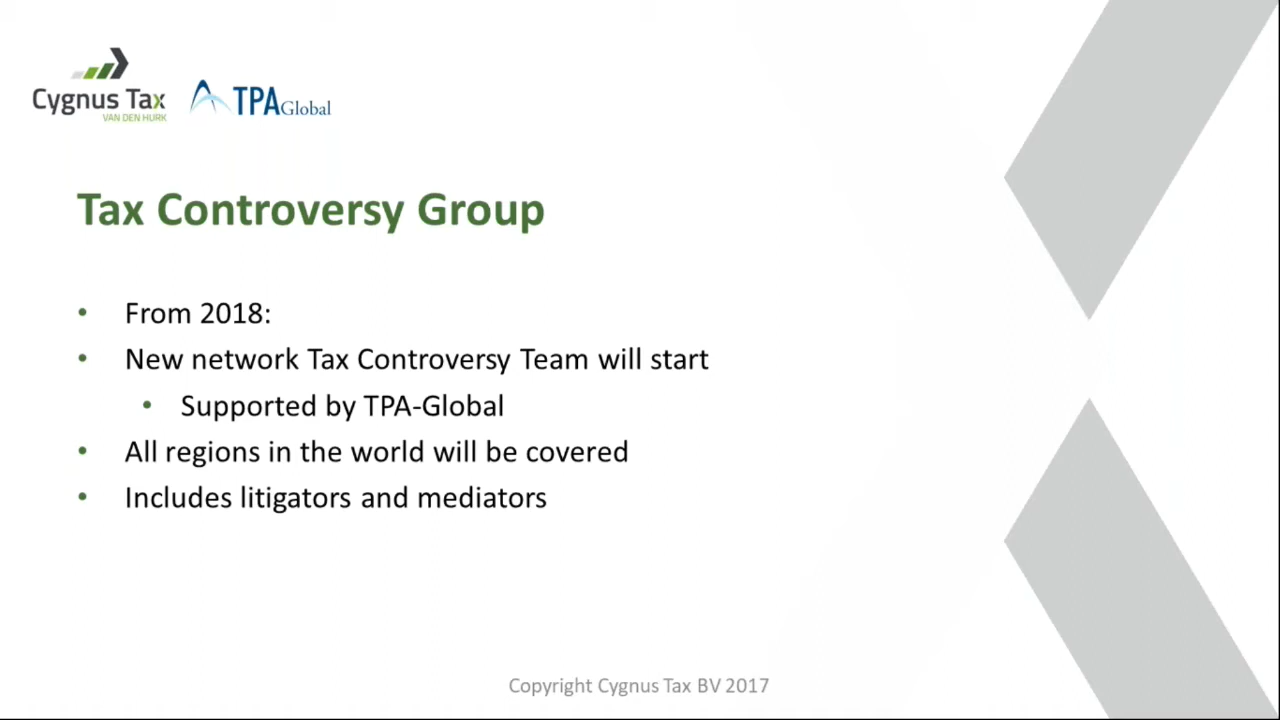 Cygnus Tax
VAN DEN HURK
TPA Global
Tax Controversy Group
• From 2018:
• New network Tax Controversy Team will start
• Supported by TPA-Global
• All regions in the world will be covered
• Includes litigators and mediators
Copyright Cygnus Tax BV 2017